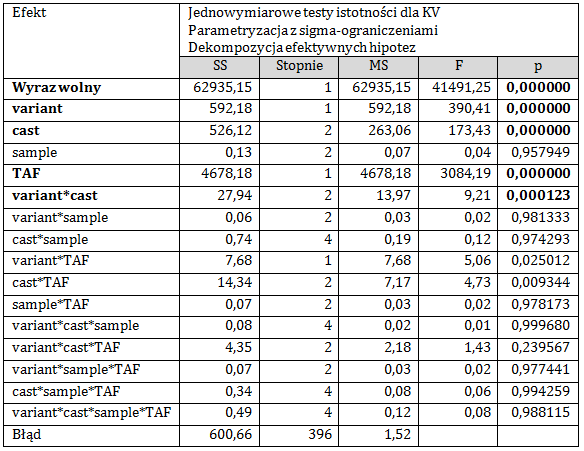 Efekt
Jednowymiarowe testy istotności dla KV
Parametryzacja z sigma-ograniczeniami
Dekompozycja efektywnych hipotez
SS Stopnie MS F p
Wyraz wolny 62935,15 1 62935,15 41491,25 0,000000
variant 592,18 1 592,18 390,41 0,000000
cast 526,12 2 263,06 173,43 0,000000
sample 0,13 2 0,07 0,04 0,957949
TAF 4678,18 1 4678,18 3084,19 0,000000
variant*cast 27,94 2 13,97 9,21 0,000123
variant*sample 0,06 2 0,03 0,02 0,981333
cast*sample 0,74 4 0,19 0,12 0,974293
variant*TAF 7,68 1 7,68 5,06 0,025012
cast*TAF 14,34 2 7,17 4,73 0,009344
sample*TAF 0,07 2 0,03 0,02 0,978173
variant*cast*sample 0,08 4 0,02 0,01 0,999680
variant*cast*TAF 4,35 2 2,18 1,43 0,239567
variant*sample*TAF 0,07 2 0,03 0,02 0,977441
cast*sample*TAF 0,34 4 0,08 0,06 0,994259
variant*cast*sample*TAF 0,49 4 0,12 0,08 0,988115
Błąd 600,66 396 1,52